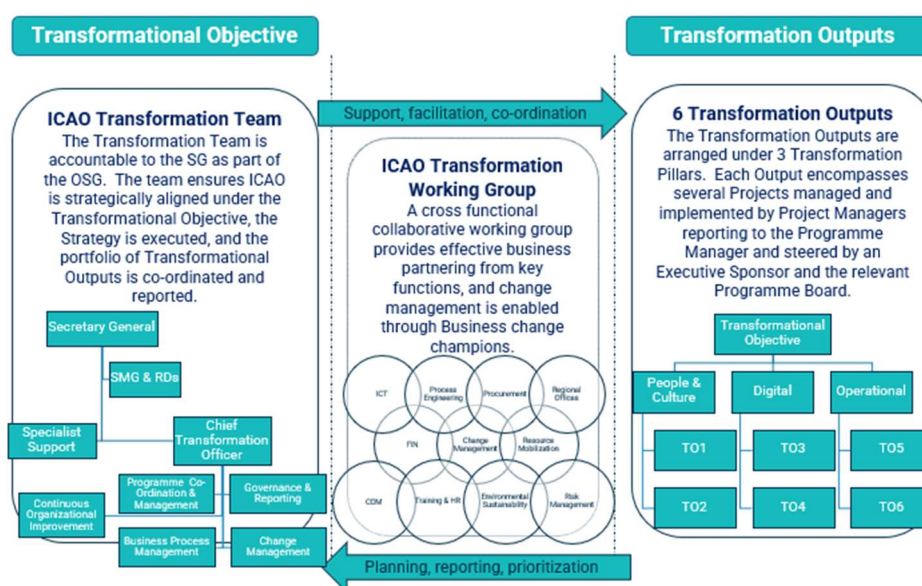 Transformational Objective
Transformation Outputs
ICAO Transformation Team
The Transformation Team is
accountable to the SG as part of
the OSG. The team ensures ICAO
is strategically aligned under the
Transformational Objective, the
Strategy is executed, and the
portfolio of Transformational
Outputs is co-ordinated and
reported.
Secretary General
SMG & RDs
Specialist
Support
Chief
Transformation
Officer
Programme Co-
Ordination &
Management
Governance &
Reporting
Continuous
Organizational
Improvement
Business Process
Management
Change
Management
Support, facilitation, co-ordination
ICAO Transformation
Working Group
A cross functional
collaborative working group
provides effective business
partnering from key
functions, and change
management is enabled
through Business change
champions.
ICT
Process
Engineering
Procurement
Regional
Offices
FIN
Change
Management
Resource
Mobilization
COM
Training & HR
Environmental
Sustainability
Risk
Management
Planning, reporting, prioritization
6 Transformation Outputs
The Transformation Outputs are
arranged under 3 Transformation
Pillars. Each Output encompasses
several Projects managed and
implemented by Project Managers
reporting to the Programme
Manager and steered by an
Executive Sponsor and the relevant
Programme Board.
Transformational
Objective
People &
Culture
Digital
Operational
TO1
TO3
TO5
TO2
TO4
TO6